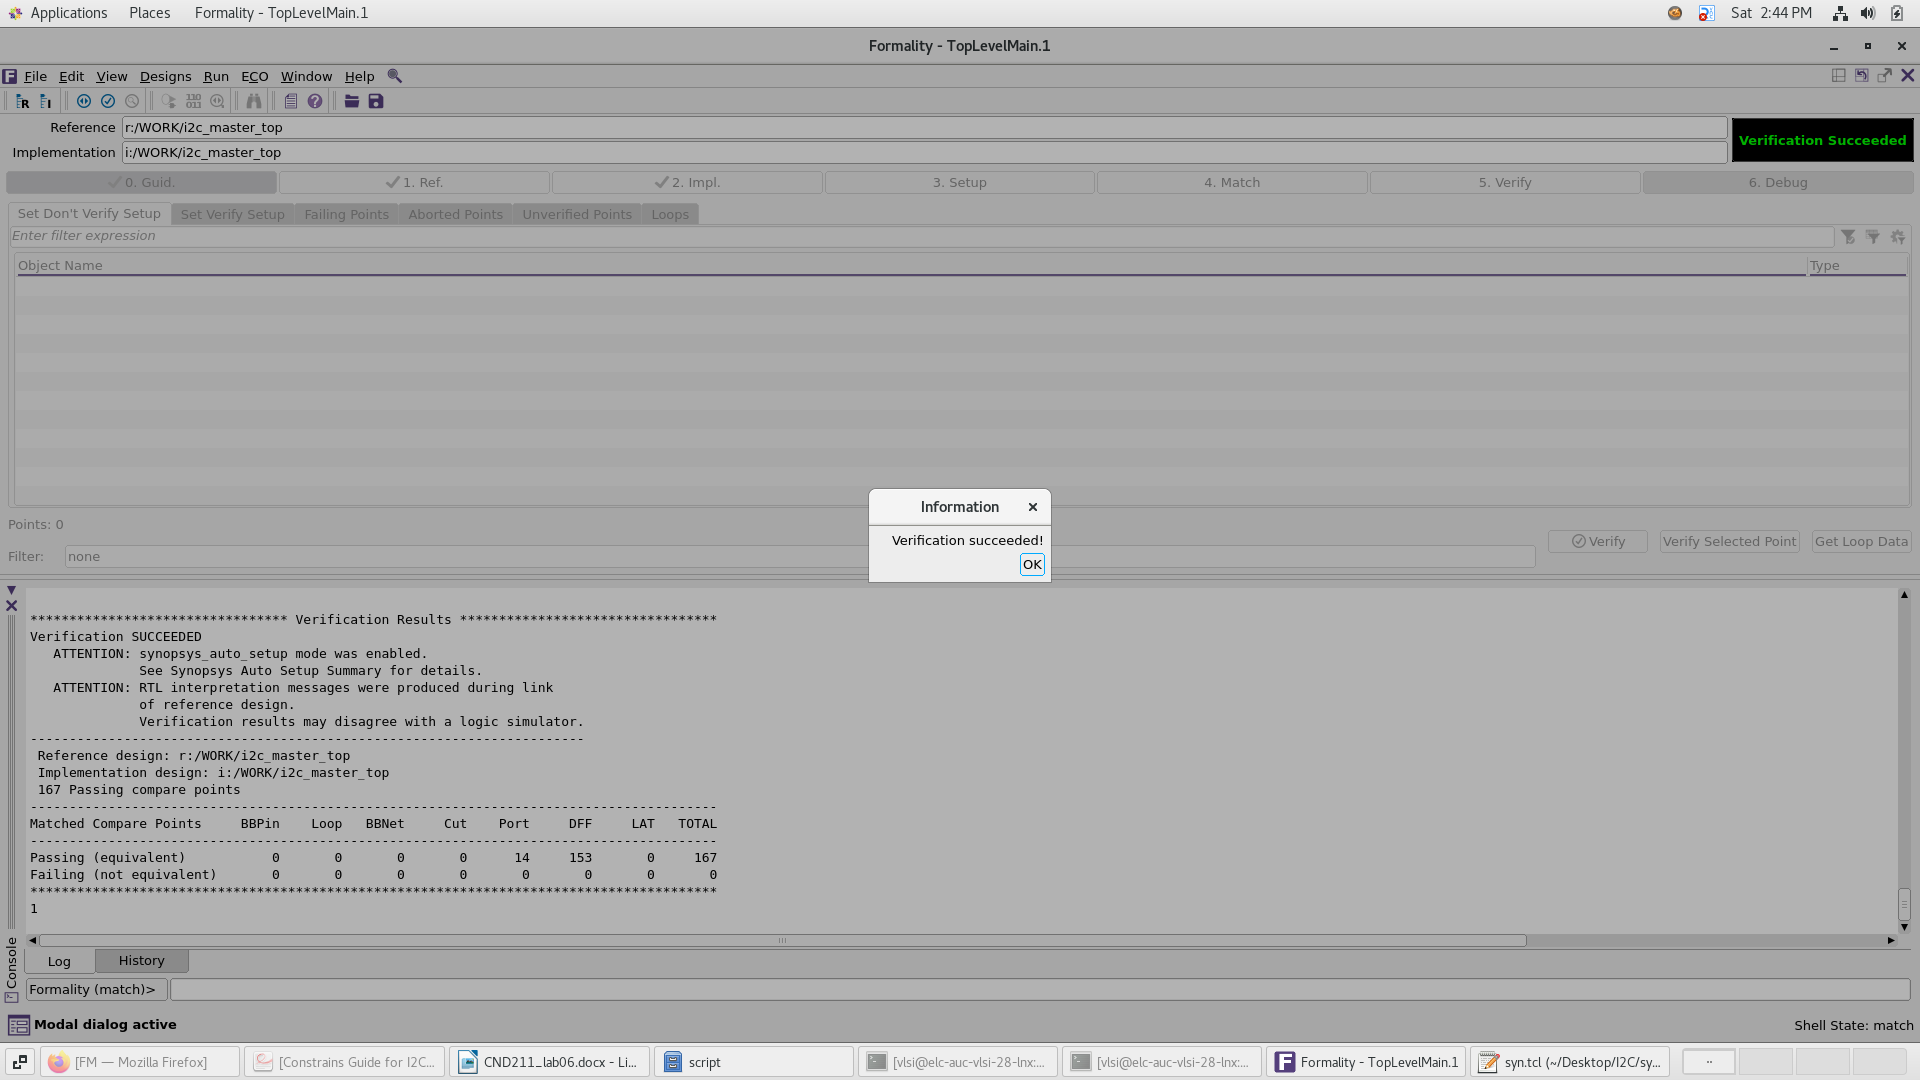 Applications Places Formality - TopLevelMain.1 Sat 2:44 PM
Formality - TopLevelMain.1
File Edit View Designs Run ECO Window Help
Reference r:/WORK/i2c_master_top
Implementation i:/WORK/i2c_master_top
Verification Succeeded
0. Guid. 1. Ref. 2. Impl. 3. Setup 4. Match 5. Verify 6. Debug
Set Don't Verify Setup Set Verify Setup Failing Points Aborted Points Unverified Points Loops
Enter filter expression
Object Name Type
Information
Verification succeeded!
OK
Points: 0
Verify Verify Selected Point Get Loop Data
Filter: none
********************************* Verification Results *********************************
Verification SUCCEEDED
ATTENTION: synopsys_auto_setup mode was enabled.
See Synopsys Auto Setup Summary for details.
ATTENTION: RTL interpretation messages were produced during link
of reference design.
Verification results may disagree with a logic simulator.
-----------------------------------------------------------------------
Reference design: r:/WORK/i2c_master_top
Implementation design: i:/WORK/i2c_master_top
167 Passing compare points
----------------------------------------------------------------------------------------
Matched Compare Points BBPin Loop BBNet Cut Port DFF LAT TOTAL
----------------------------------------------------------------------------------------
Passing (equivalent) 0 0 0 0 14 153 0 167
Failing (not equivalent) 0 0 0 0 0 0 0 0
****************************************************************************************
1
Console
Log History
Formality (match)>
Modal dialog active Shell State: match
[FM — Mozilla Firefox] [Constrains Guide for I2C... CND211_lab06.docx - Li... script [vlsi@elc-auc-vlsi-28-lnx:... [vlsi@elc-auc-vlsi-28-lnx:... Formality - TopLevelMain.1 syn.tcl (~/Desktop/I2C/sy...